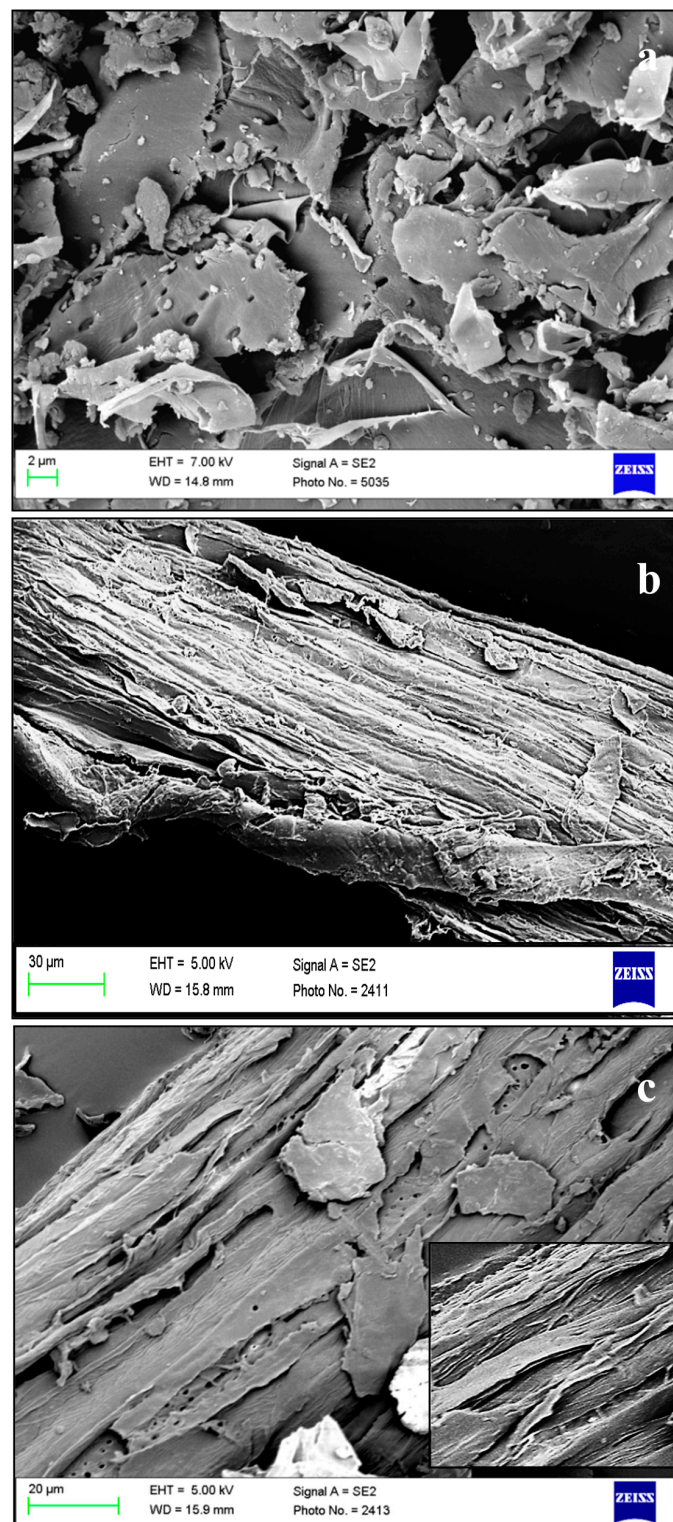 a
2 μm
EHT = 7.00 kV
Signal A = SE2
WD = 14.8 mm
Photo No. = 5035
ZEISS
b
30 μm
EHT = 5.00 kV
Signal A = SE2
WD = 15.8 mm
Photo No. = 2411
ZEISS
c
20 μm
EHT = 5.00 kV
Signal A = SE2
WD = 15.9 mm
Photo No. = 2413
ZEISS